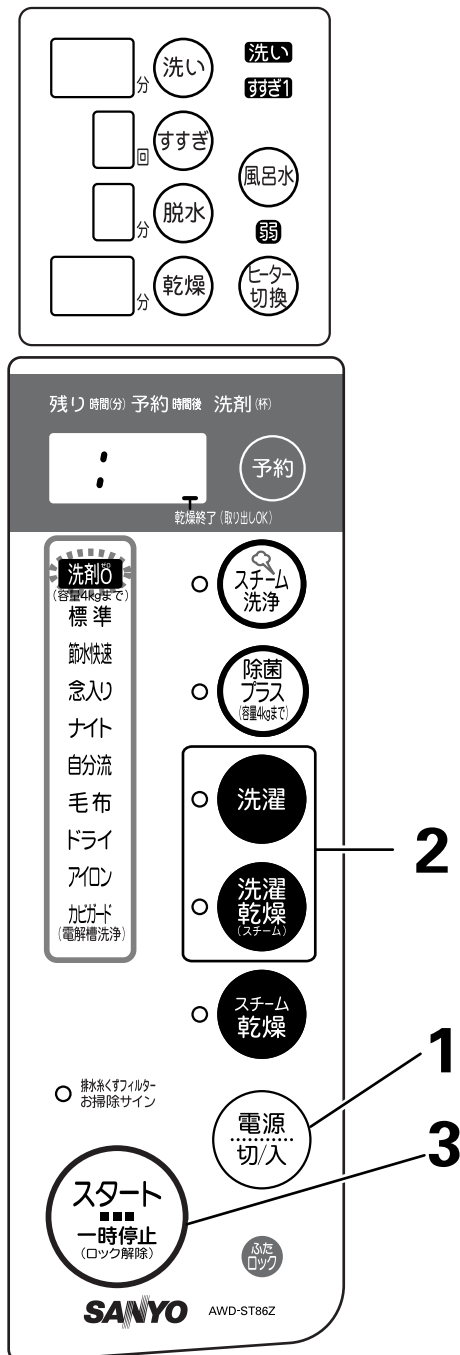 洗い
分
洗い
すすぎ1
回
すすぎ
風呂水
分
脱水
弱
分
乾燥
ヒーター
切換
残り時間(分) 予約時間後 洗剤(杯)
:
予約
乾燥終了(取り出しOK)
洗剤0
ゼロ
(容量4kgまで)
標準
節水快速
念入り
ナイト
自分流
毛布
ドライ
アイロン
カビガード
(電解槽洗浄)
スチーム
洗浄
除菌
プラス
(容量4kgまで)
洗濯
2
洗濯
乾燥
(スチーム)
スチーム
乾燥
1
排水糸くずフィルター
お掃除サイン
電源
切/入
3
スタート
一時停止
(ロック解除)
ふた
ロック
SANYO AWD-ST86Z